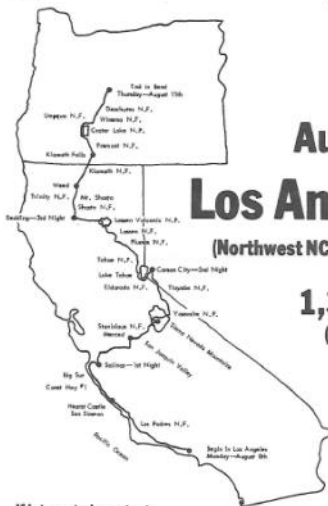 End in Bend
Thursday—August 11th
Deschutes N.F.
Winema N.F.
Umpqua N.F.
Crater Lake N.P.
Fremont N.F.
Klamath Falls
Klamath N.F.
Weed
Trinity N.F.
Mt. Shasta
Shasta N.F.
Redding—3rd Night
Lassen Volcanic N.P.
Lassen N.F.
Plumas N.F.
Tahoe N.F.
Lake Tahoe
Carson City—2nd Night
Eldorado N.F.
Toiyabe N.F.
Yosemite N.P.
Stanislaus N.F.
Merced
Sierra Nevada Mountains
San Joaquin Valley
Salinas—1st Night
Big Sur
Coast Hwy #1
Hearst Castle
San Simeon
Los Padres N.F.
Pacific Ocean
Begin in Los Angeles
Monday—August 8th
Au
Los An
(Northwest NC
1,